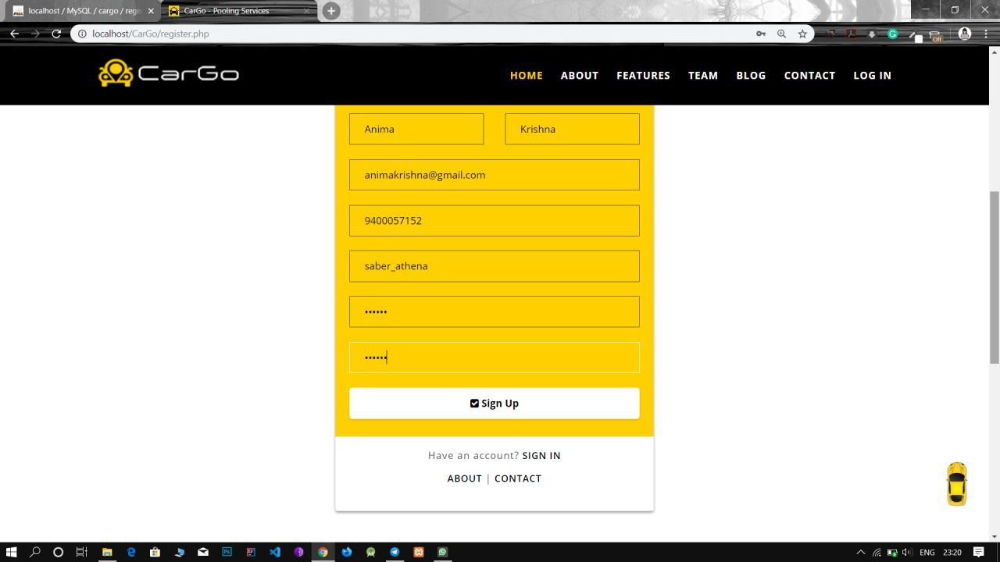 localhost / MySQL / cargo / regis
CarGo - Pooling Services
localhost/CarGo/register.php
Off
CarGo
HOME ABOUT FEATURES TEAM BLOG CONTACT LOG IN
Anima Krishna
animakrishna@gmail.com
9400057152
saber_athena
••••••
••••••
Sign Up
Have an account? SIGN IN
ABOUT | CONTACT
ENG 23:20